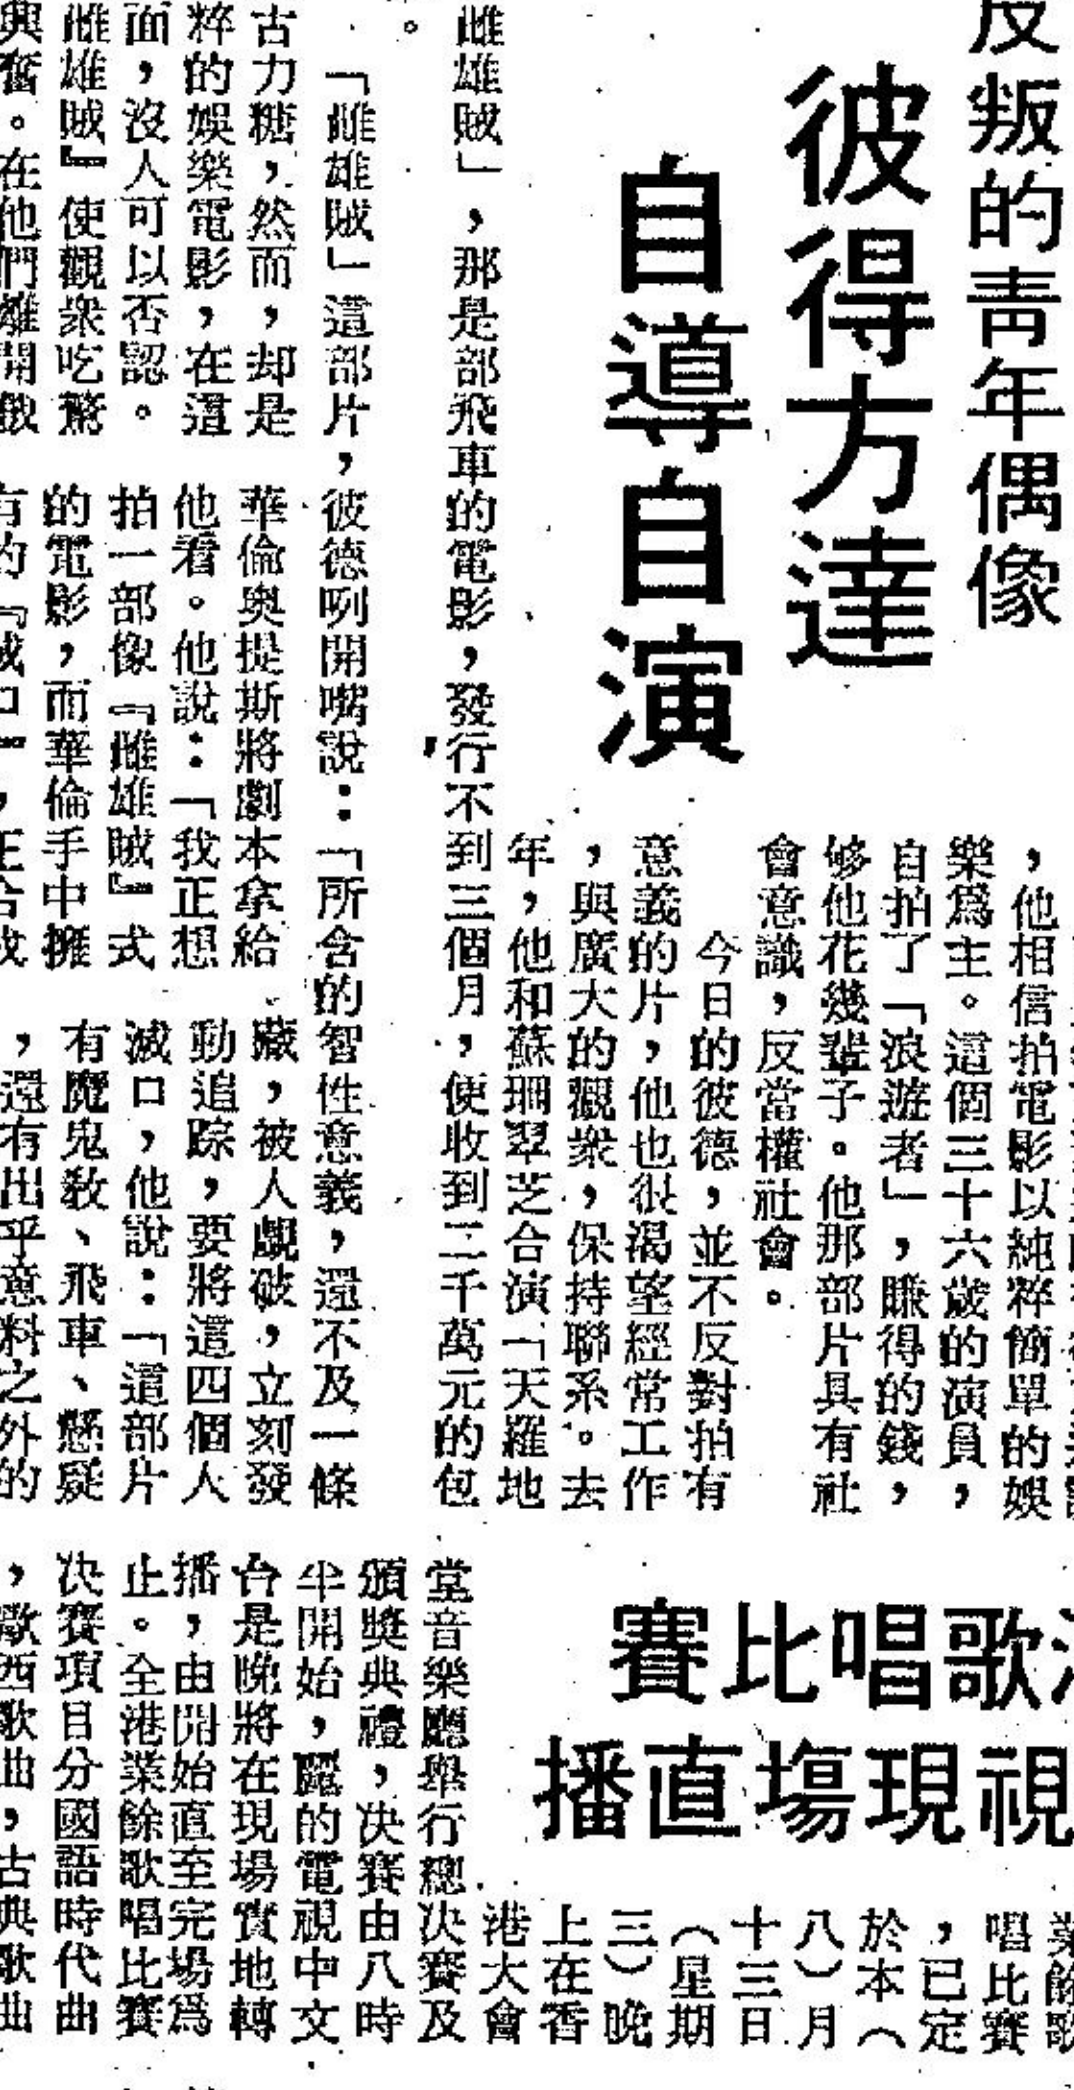 反叛的青年偶像
彼得方達
自導自演
，他相信拍電影以純粹簡單的娛
樂爲主。這個三十六歲的演員，
自拍了「浪遊者」，賺得的錢，
够他花幾輩子。他那部片具有社
會意識，反當權社會。
今日的彼德，並不反對拍有
意義的片，他也很渴望經常工作
，與廣大的觀衆，保持聯系。去
年，他和蘇珊翠芝合演「天羅地
雌雄賊」，那是部飛車的電影，發行不到三個月，便收到二千萬元的包
。
「雌雄賊」這部片，彼德咧開嘴說：「所含的智性意義，還不及一條
古力糖，然而，却是
粹的娛樂電影，在這
面，沒人可以否認。
雌雄賊』使觀衆吃驚
興奮。在他們離開戲
華倫奧提斯將劇本拿給
他看。他說：「我正想
拍一部像『雌雄賊』式
的電影，而華倫手中擁
有的『滅口』，正合我
藏，被人覷破，立刻發
動追踪，要將這四個人
滅口，他說：「這部片
有魔鬼教、飛車、懸疑
，還有出乎意料之外的
歌唱比賽
視現塲直播
業餘歌
唱比賽
，已定
於本（
八）月
十三日
（星期
三）晚
上在香
港大會
堂音樂廳舉行總決賽及
頒獎典禮，決賽由八時
半開始，麗的電視中文
台是晚將在現場實地轉
播，由開始直至完場爲
止。全港業餘歌唱比賽
決賽項目分國語時代曲
，歐西歌曲，古典歌曲